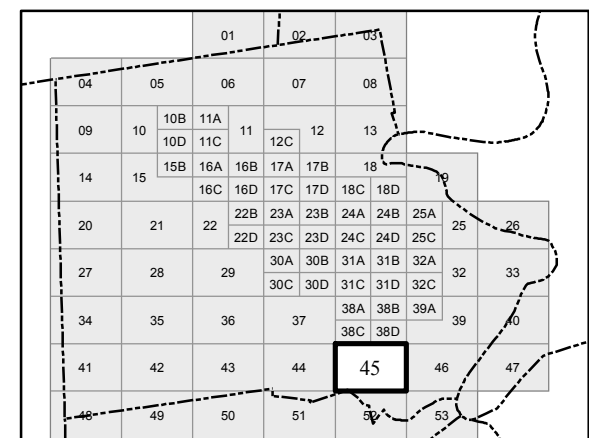 01 02 03
04 05 06 07 08
10B 11A
09 10 11 12 13
10D 11C 12C
15B 16A 16B 17A 17B 18
14 15 19
16C 16D 17C 17D 18C 18D
22B 23A 23B 24A 24B 25A
20 21 22 25 26
22D 23C 23D 24C 24D 25C
30A 30B 31A 31B 32A
27 28 29 32 33
30C 30D 31C 31D 32C
38A 38B 39A
34 35 36 37 39 40
38C 38D
41 42 43 44 45 46 47
48 49 50 51 52 53